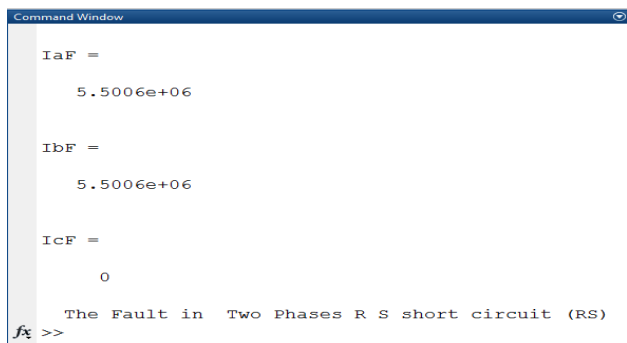 Command Window
IaF =
5.5006e+06
IbF =
5.5006e+06
IcF =
0
The Fault in Two Phases R S short circuit (RS)
fx >>